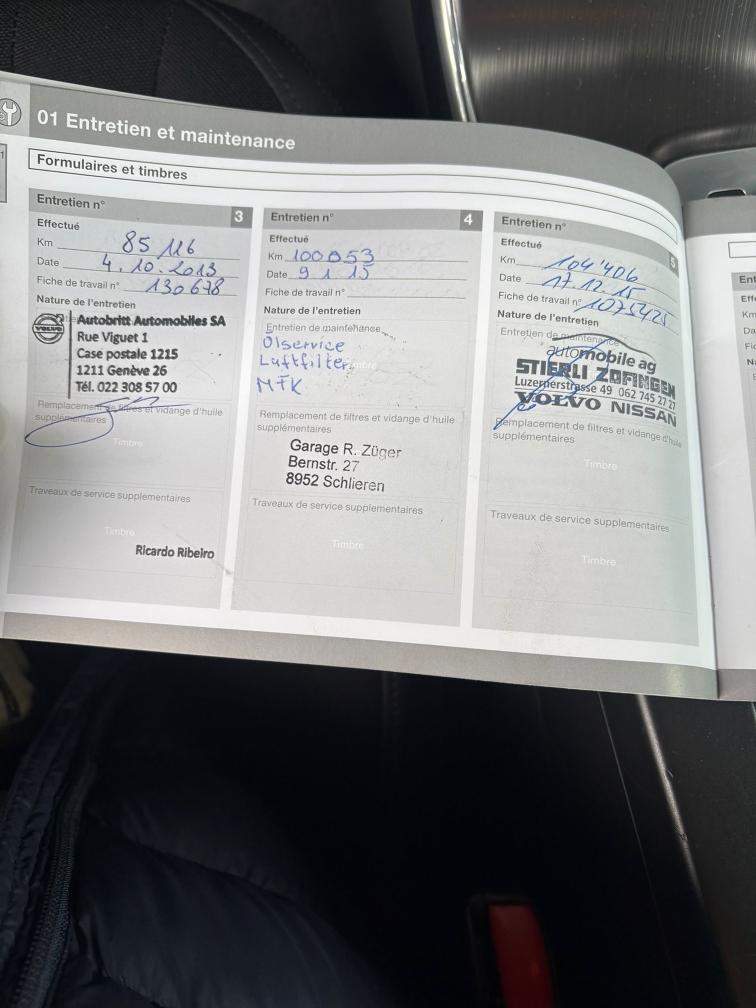 01 Entretien et maintenance
Formulaires et timbres
Entretien n° 3
Effectué
Km 85 116
Date 4.10.2013
Fiche de travail n° 130678
Nature de l'entretien
VOLVO
Autobritt Automobiles SA
Rue Viguet 1
Case postale 1215
1211 Genève 26
Tél. 022 308 57 00
Remplacement de filtres et vidange d'huile
supplémentaires
Timbre
Traveaux de service supplementaires
Timbre
Ricardo Ribeiro
Entretien n° 4
Effectué
Km 100 053
Date 9 1 15
Fiche de travail n°
Nature de l'entretien
Entretien de maintenance
Ölservice
Luftfilter
MFK
Remplacement de filtres et vidange d'huile
supplémentaires
Garage R. Züger
Bernstr. 27
8952 Schlieren
Traveaux de service supplementaires
Timbre
Entretien n° 5
Effectué
Km 104'406
Date 17.12.15
Fiche de travail n° 1075421
Nature de l'entretien
Entretien de maintenance
automobile ag
STIERLI ZOFINGEN
Luzernerstrasse 49 062 745 27 27
VOLVO NISSAN
Remplacement de filtres et vidange d'huile
supplémentaires
Timbre
Traveaux de service supplementaires
Timbre